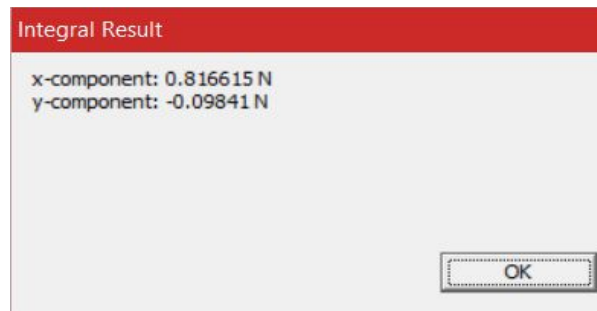 Integral Result
x-component: 0.816615 N
y-component: -0.09841 N
OK